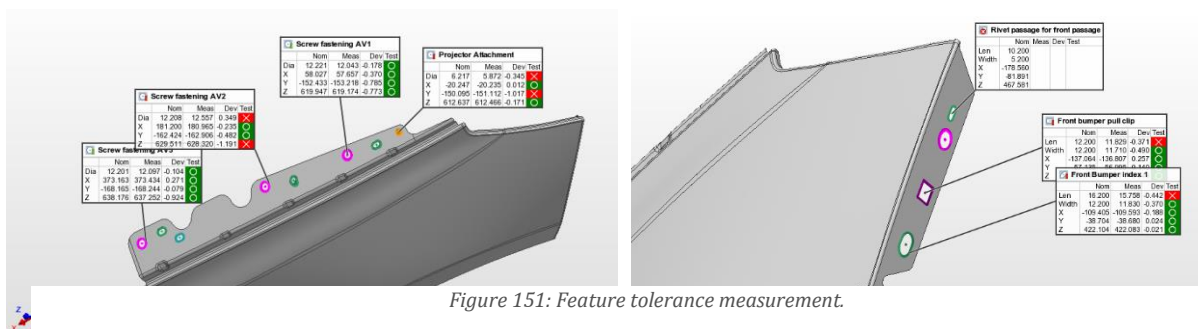 Screw fastening AV1
Nom Meas Dev Test
Dia 12.221 12.043 -0.178
X 58.027 57.657 -0.370
Y -152.433 -153.218 -0.785
Z 619.947 619.174 -0.773
Projector Attachment
Nom Meas Dev Test
Dia 6.217 5.872 -0.345
X -20.247 -20.235 0.012
Y -150.095 -151.112 -1.017
Z 612.637 612.466 -0.171
Screw fastening AV2
Nom Meas Dev Test
Dia 12.208 12.557 0.349
X 181.200 180.965 -0.235
Y -162.424 -162.906 -0.482
Z 629.511 628.320 -1.191
Screw fastening AV3
Nom Meas Dev Test
Dia 12.201 12.097 -0.104
X 373.163 373.434 0.271
Y -168.165 -168.244 -0.079
Z 638.176 637.252 -0.924
Z
X
Rivet passage for front passage
Nom Meas Dev Test
Len 10.200
Width 5.200
X -178.560
Y -81.891
Z 467.581
Front bumper pull clip
Nom Meas Dev Test
Len 12.200 11.829 -0.371
Width 12.200 11.710 -0.490
X -137.064 -136.807 0.257
Front Bumper index 1
Nom Meas Dev Test
Len 16.200 15.758 -0.442
Width 12.200 11.830 -0.370
X -109.405 -109.593 -0.188
Y -38.704 -38.680 0.024
Z 422.104 422.083 -0.021
Figure 151: Feature tolerance measurement.